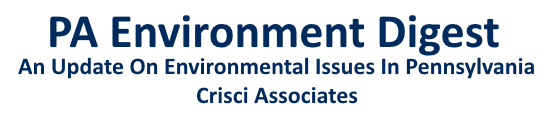 PA Environment Digest
An Update On Environmental Issues In Pennsylvania
Crisci Associates